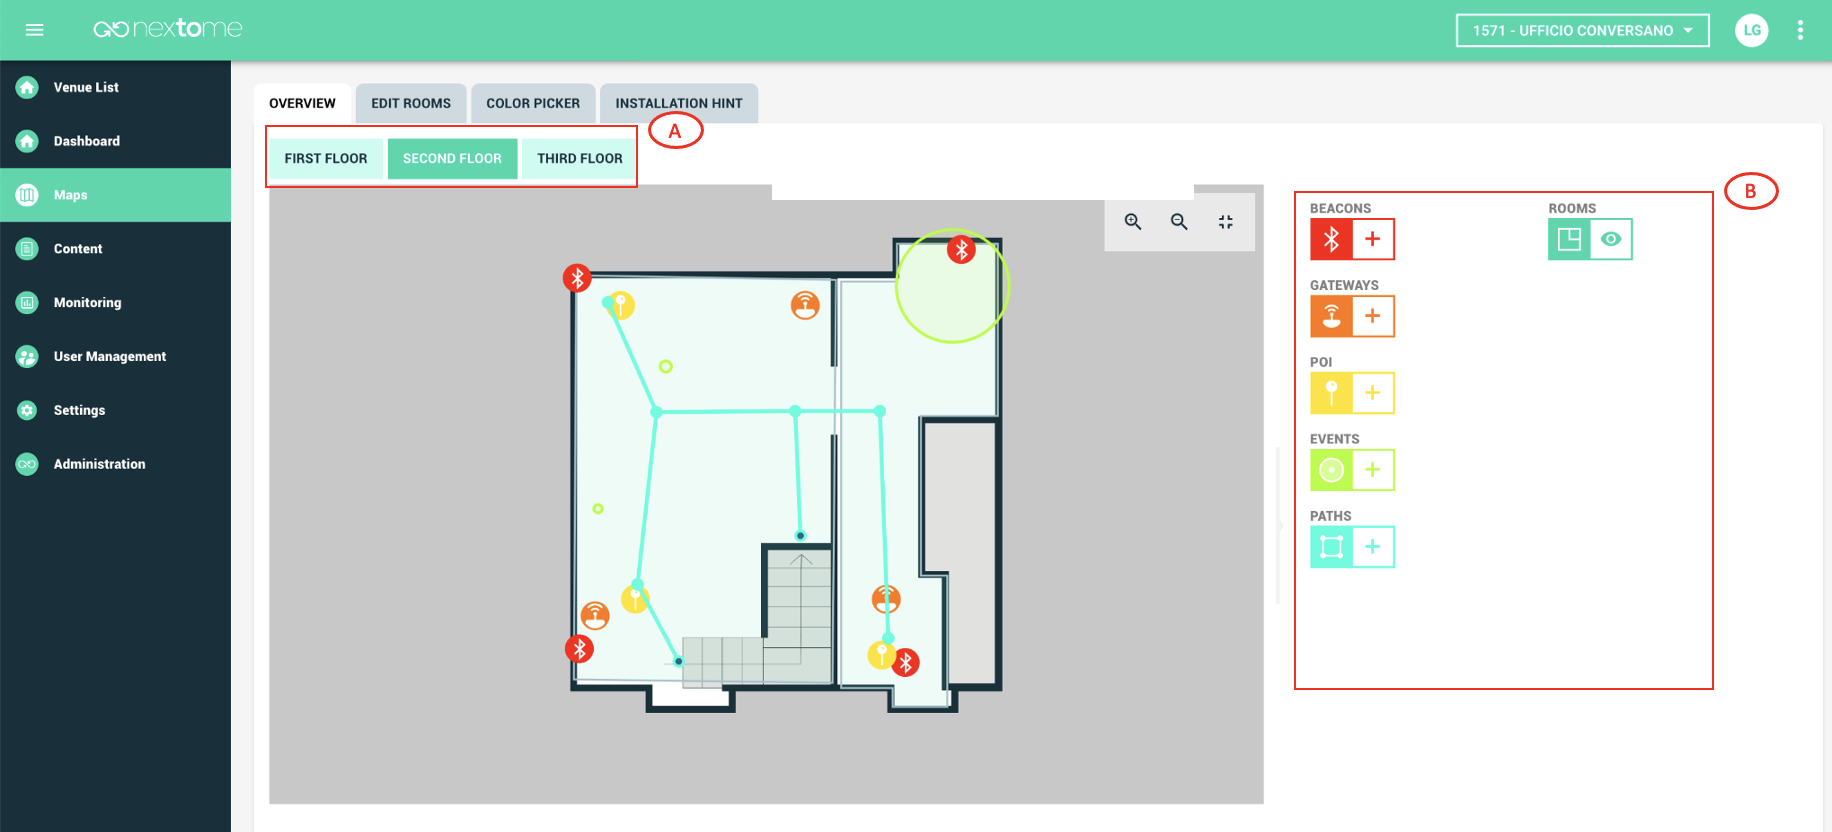 nextome
1571 - UFFICIO CONVERSANO
LG
Venue List
Dashboard
Maps
Content
Monitoring
User Management
Settings
Administration
OVERVIEW
EDIT ROOMS
COLOR PICKER
INSTALLATION HINT
A
FIRST FLOOR
SECOND FLOOR
THIRD FLOOR
B
BEACONS
ROOMS
GATEWAYS
POI
EVENTS
PATHS